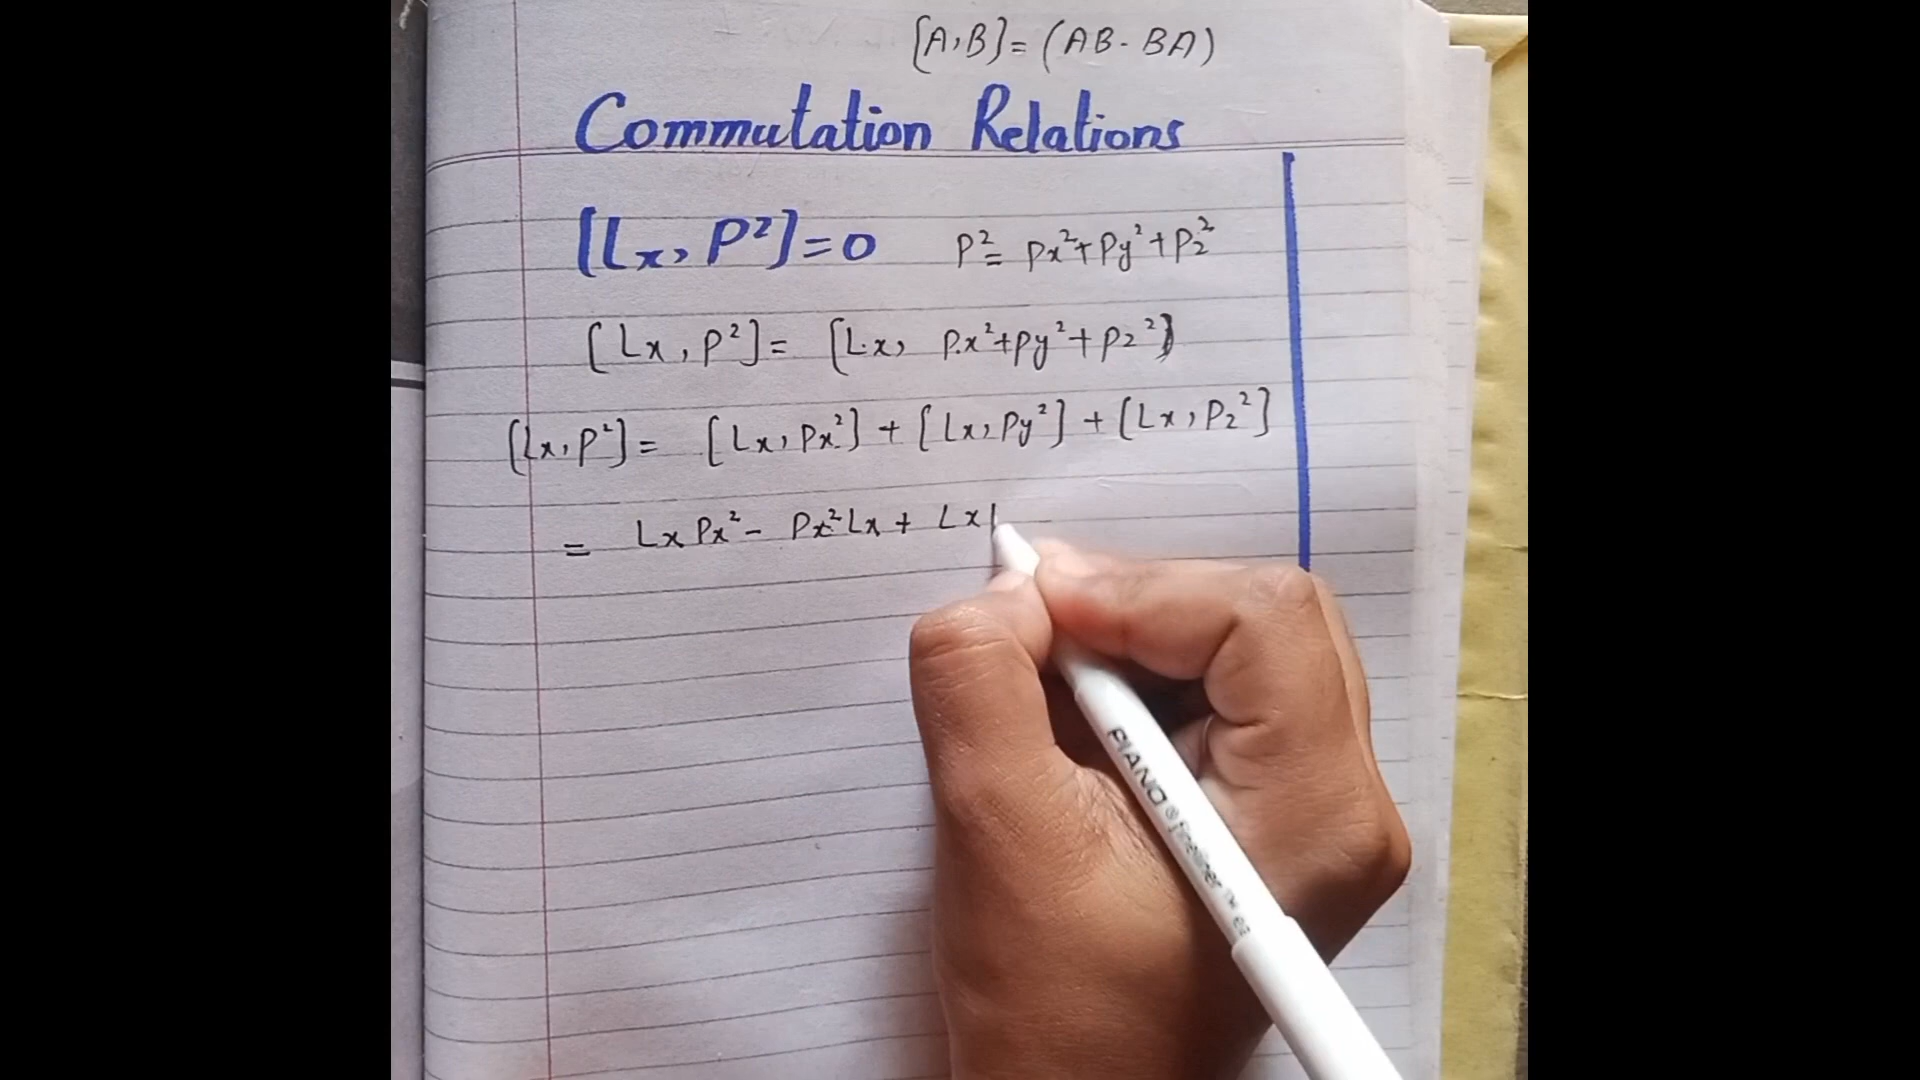 [A,B]=(AB-BA)
Commutation Relations
[Lx, P²]=0 P²= Px²+Py²+Pz²
[Lx, P²]= [Lx, Px²+Py²+Pz²]
[Lx, P²]= [Lx, Px²]+[Lx, Py²]+[Lx, Pz²]
= Lx Px² - Px² Lx + Lx
PIANO fineliner